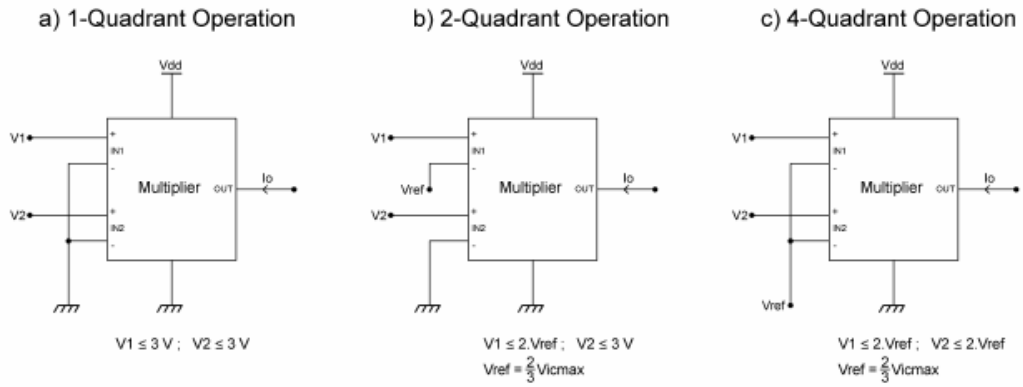 a) 1-Quadrant Operation
Vdd
V1
+
IN1
-
Multiplier
OUT
Io
V2
+
IN2
-
V1 ≤ 3 V ; V2 ≤ 3 V
b) 2-Quadrant Operation
Vdd
V1
+
IN1
-
Vref
Multiplier
OUT
Io
V2
+
IN2
-
V1 ≤ 2.Vref ; V2 ≤ 3 V
Vref = 2/3 Vicmax
c) 4-Quadrant Operation
Vdd
V1
+
IN1
-
Multiplier
OUT
Io
V2
+
IN2
-
Vref
V1 ≤ 2.Vref ; V2 ≤ 2.Vref
Vref = 2/3 Vicmax